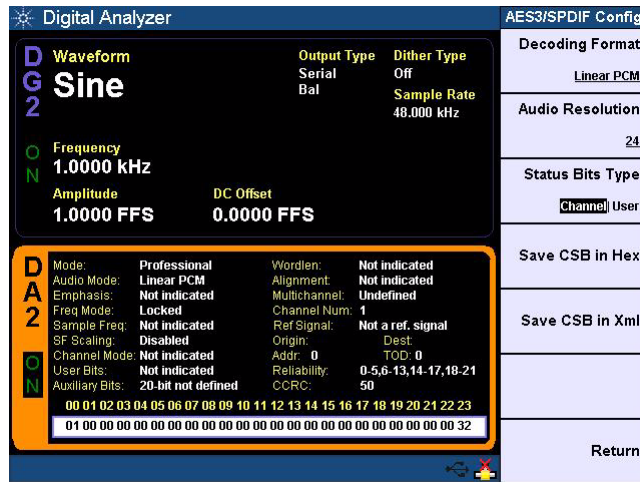 Digital Analyzer
AES3/SPDIF Config
DG2
ON
Waveform
Sine
Output Type
Serial
Bal
Dither Type
Off
Sample Rate
48.000 kHz
Frequency
1.0000 kHz
Amplitude
1.0000 FFS
DC Offset
0.0000 FFS
DA2
ON
Mode: Professional Wordlen: Not indicated
Audio Mode: Linear PCM Alignment: Not indicated
Emphasis: Not indicated Multichannel: Undefined
Freq Mode: Locked Channel Num: 1
Sample Freq: Not indicated Ref Signal: Not a ref. signal
SF Scaling: Disabled Origin: Dest:
Channel Mode: Not indicated Addr: 0 TOD: 0
User Bits: Not indicated Reliability: 0-5,6-13,14-17,18-21
Auxiliary Bits: 20-bit not defined CCRC: 50
00 01 02 03 04 05 06 07 08 09 10 11 12 13 14 15 16 17 18 19 20 21 22 23
01 00 00 00 00 00 00 00 00 00 00 00 00 00 00 00 00 00 00 00 00 00 00 32
Decoding Format
Linear PCM
Audio Resolution
24
Status Bits Type
Channel| User
Save CSB in Hex
Save CSB in Xml
Return